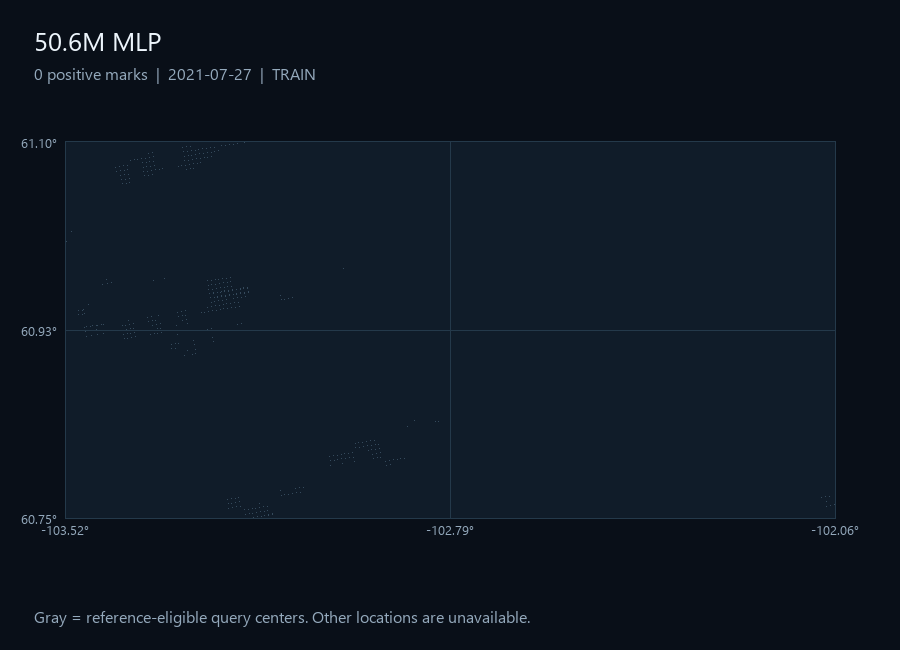 50.6M MLP
0 positive marks | 2021-07-27 | TRAIN
61.10°
60.93°
60.75°
-103.52°
-102.79°
-102.06°
Gray = reference-eligible query centers. Other locations are unavailable.